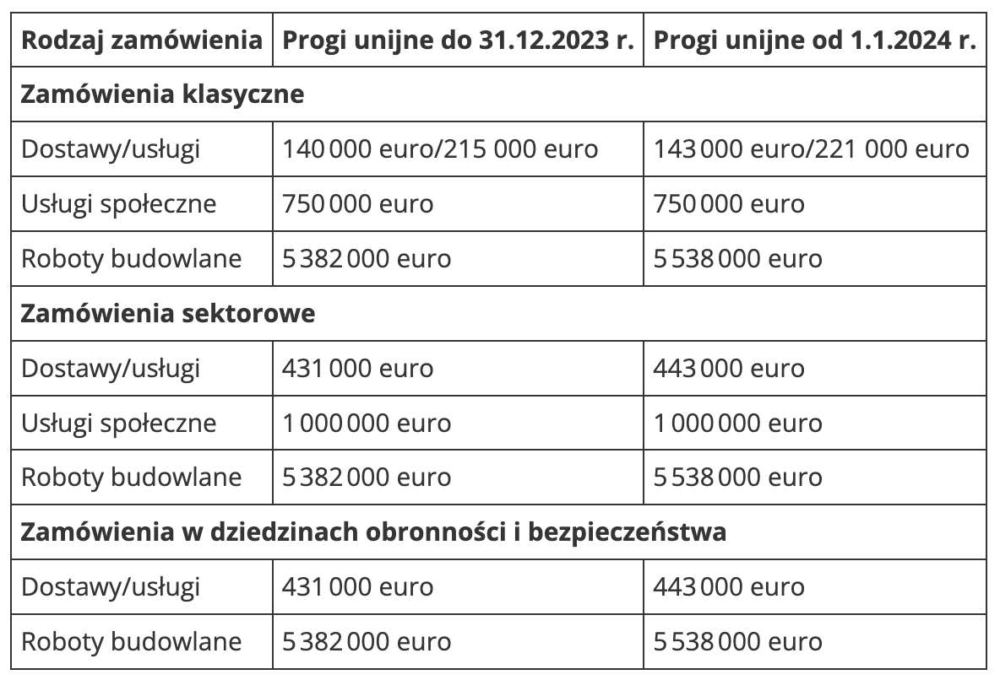 Rodzaj zamówienia Progi unijne do 31.12.2023 r. Progi unijne od 1.1.2024 r.
Zamówienia klasyczne
Dostawy/usługi 140 000 euro/215 000 euro 143 000 euro/221 000 euro
Usługi społeczne 750 000 euro 750 000 euro
Roboty budowlane 5 382 000 euro 5 538 000 euro
Zamówienia sektorowe
Dostawy/usługi 431 000 euro 443 000 euro
Usługi społeczne 1 000 000 euro 1 000 000 euro
Roboty budowlane 5 382 000 euro 5 538 000 euro
Zamówienia w dziedzinach obronności i bezpieczeństwa
Dostawy/usługi 431 000 euro 443 000 euro
Roboty budowlane 5 382 000 euro 5 538 000 euro